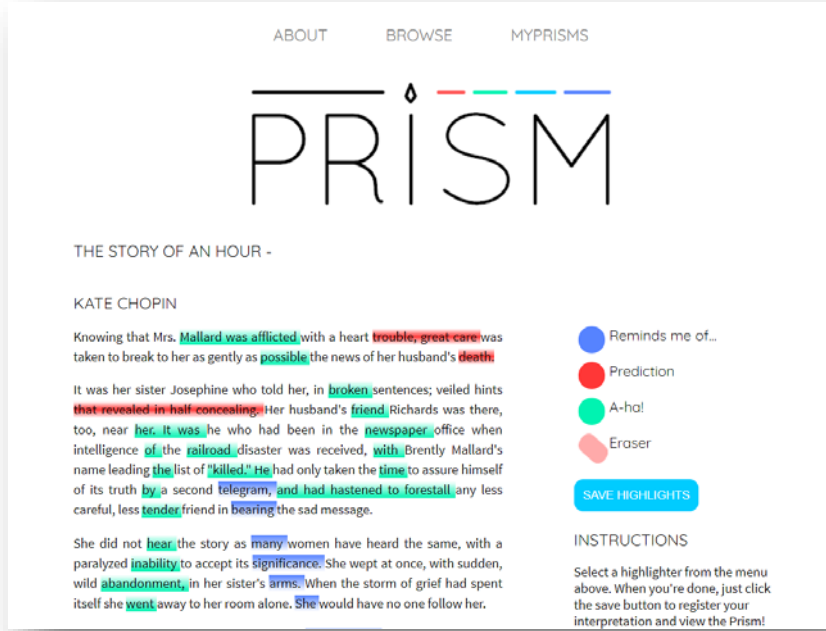 ABOUT BROWSE MYPRISMS
PRISM
THE STORY OF AN HOUR -
KATE CHOPIN
Knowing that Mrs. Mallard was afflicted with a heart trouble, great care was
taken to break to her as gently as possible the news of her husband's death.
It was her sister Josephine who told her, in broken sentences; veiled hints
that revealed in half concealing. Her husband's friend Richards was there,
too, near her. It was he who had been in the newspaper office when
intelligence of the railroad disaster was received, with Brently Mallard's
name leading the list of "killed." He had only taken the time to assure himself
of its truth by a second telegram, and had hastened to forestall any less
careful, less tender friend in bearing the sad message.
She did not hear the story as many women have heard the same, with a
paralyzed inability to accept its significance. She wept at once, with sudden,
wild abandonment, in her sister's arms. When the storm of grief had spent
itself she went away to her room alone. She would have no one follow her.
Reminds me of...
Prediction
A-ha!
Eraser
SAVE HIGHLIGHTS
INSTRUCTIONS
Select a highlighter from the menu
above. When you're done, just click
the save button to register your
interpretation and view the Prism!